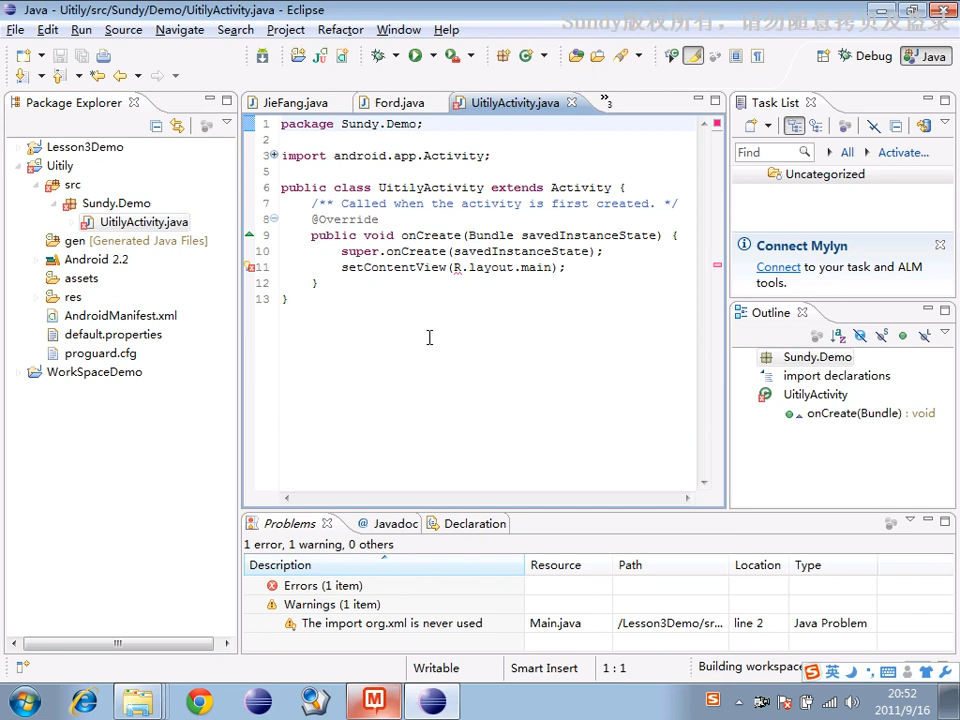 Java - Uitily/src/Sundy/Demo/UitilyActivity.java - Eclipse
Sundy版权所有，请勿随意拷贝及盗录
File Edit Run Source Navigate Search Project Refactor Window Help
Debug Java
Package Explorer
JieFang.java Ford.java UitilyActivity.java 3
Task List
Lesson3Demo
Uitily
src
Sundy.Demo
UitilyActivity.java
gen [Generated Java Files]
Android 2.2
assets
res
AndroidManifest.xml
default.properties
proguard.cfg
WorkSpaceDemo
1 package Sundy.Demo;
2
3 import android.app.Activity;
5
6 public class UitilyActivity extends Activity {
7 /** Called when the activity is first created. */
8 @Override
9 public void onCreate(Bundle savedInstanceState) {
10 super.onCreate(savedInstanceState);
11 setContentView(R.layout.main);
12 }
13 }
Find All Activate...
Uncategorized
Connect Mylyn
Connect to your task and ALM
tools.
Outline
Sundy.Demo
import declarations
UitilyActivity
onCreate(Bundle) : void
Problems @ Javadoc Declaration
1 error, 1 warning, 0 others
Description Resource Path Location Type
Errors (1 item)
Warnings (1 item)
The import org.xml is never used Main.java /Lesson3Demo/sr... line 2 Java Problem
Writable Smart Insert 1 : 1 Building workspace
英
20:52
2011/9/16